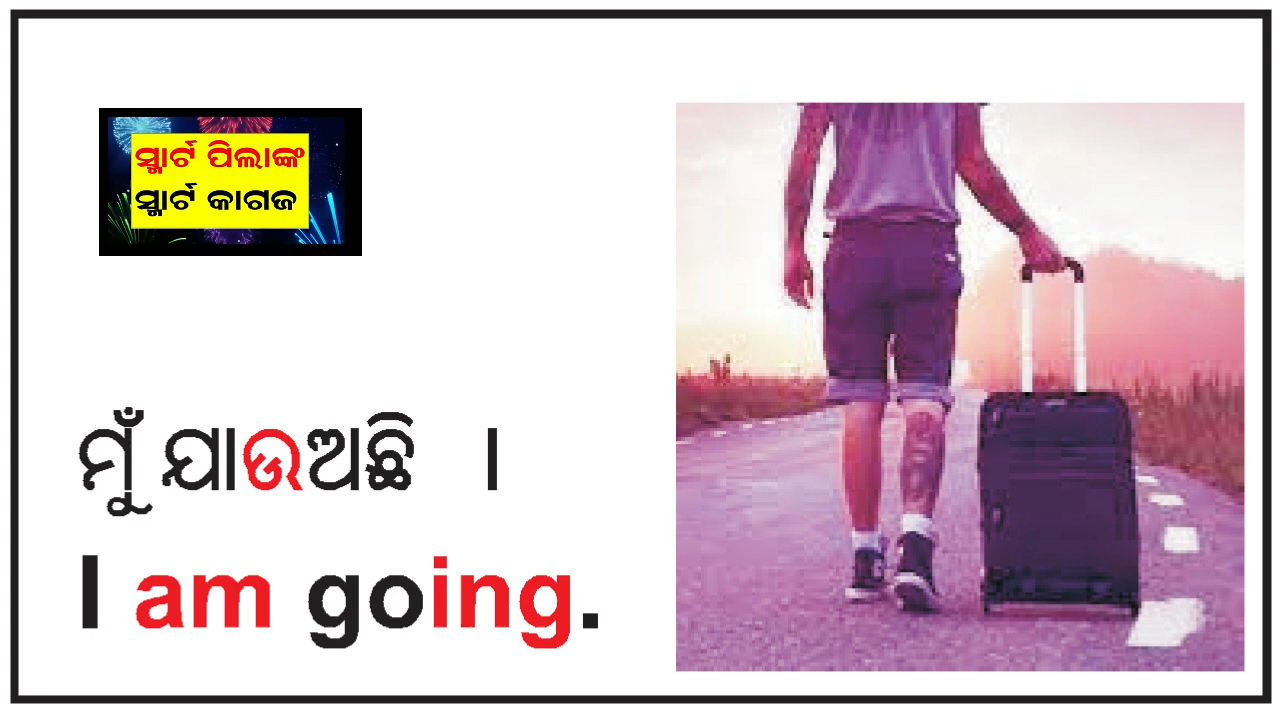 ସ୍ମାର୍ଟ ପିଲାଙ୍କ
ସ୍ମାର୍ଟ କାଗଜ
ମୁଁ ଯାଉଅଛି ।
I am going.